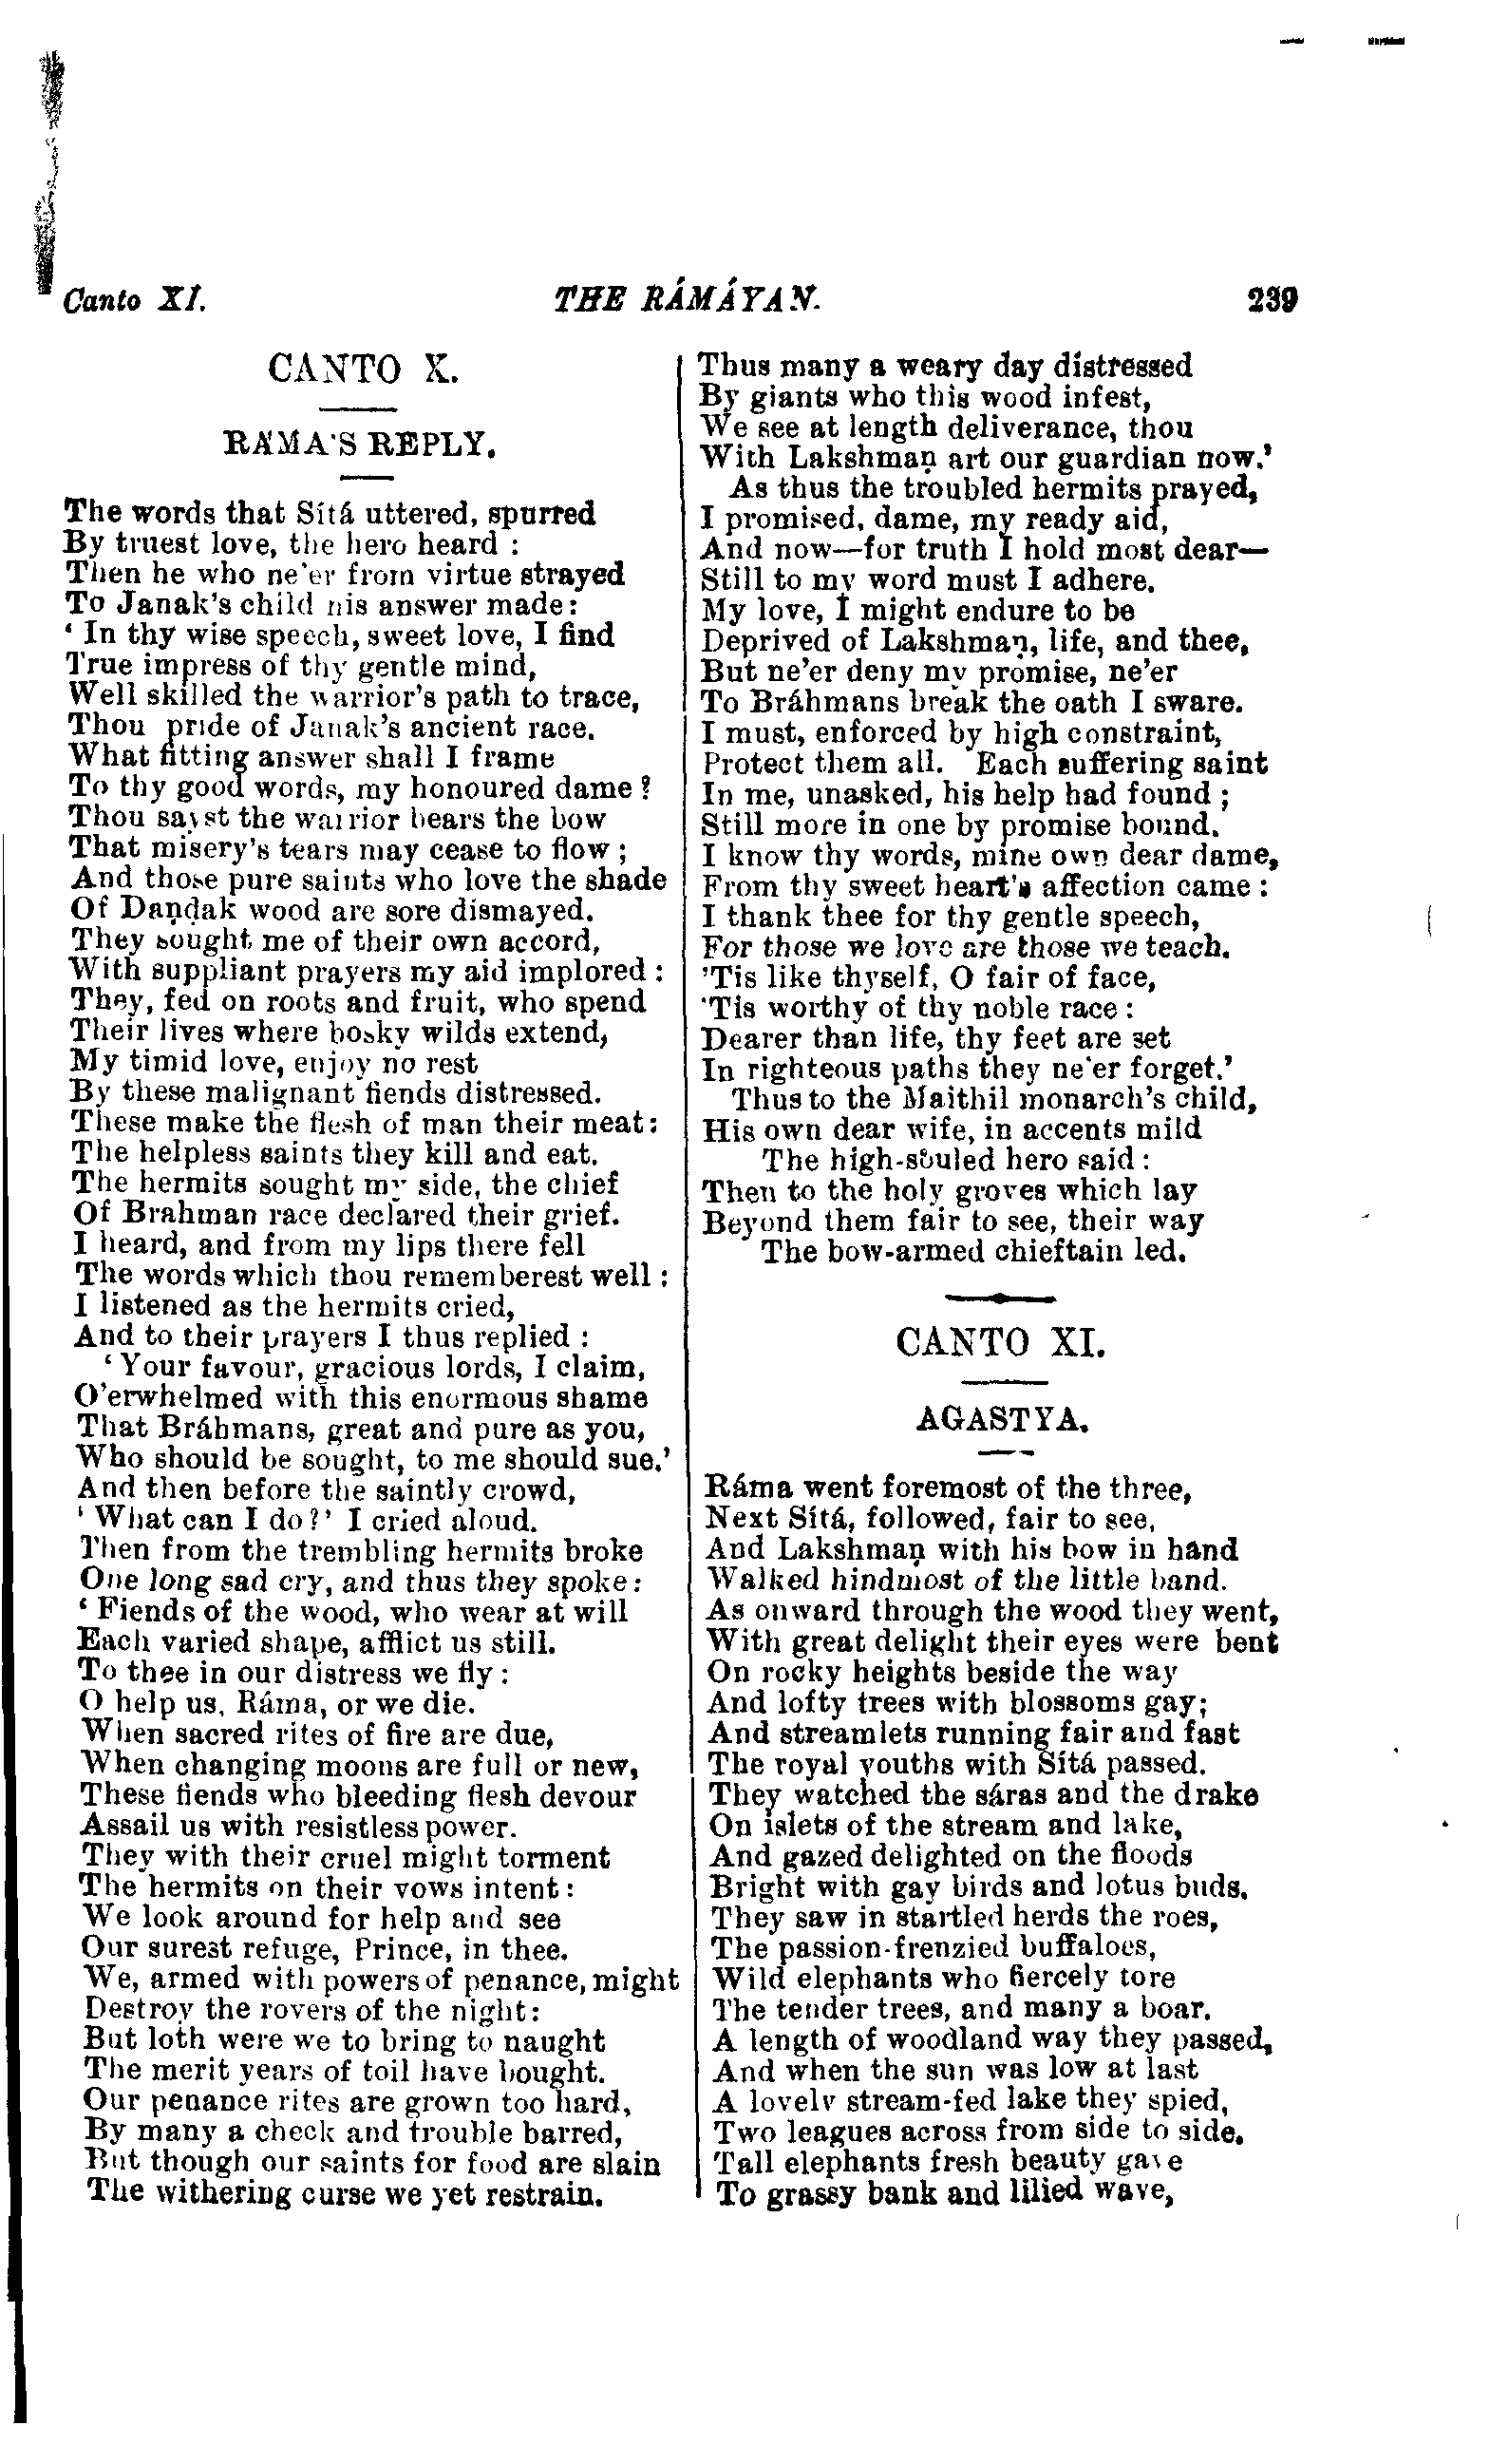 Canto XI. THE RÁMÁYAN. 239
CANTO X.
RÁMA'S REPLY.
The words that Sítá uttered, spurred
By truest love, the hero heard :
Then he who ne'er from virtue strayed
To Janak's child his answer made:
‘ In thy wise speech, sweet love, I find
True impress of thy gentle mind,
Well skilled the warrior's path to trace,
Thou pride of Janak's ancient race.
What fitting answer shall I frame
To thy good words, my honoured dame ?
Thou sayst the warrior bears the bow
That misery's tears may cease to flow ;
And those pure saints who love the shade
Of Daṇḍak wood are sore dismayed.
They sought me of their own accord,
With suppliant prayers my aid implored :
They, fed on roots and fruit, who spend
Their lives where bosky wilds extend,
My timid love, enjoy no rest
By these malignant fiends distressed.
These make the flesh of man their meat:
The helpless saints they kill and eat.
The hermits sought my side, the chief
Of Brahman race declared their grief.
I heard, and from my lips there fell
The words which thou rememberest well :
I listened as the hermits cried,
And to their prayers I thus replied :
‘ Your favour, gracious lords, I claim,
O'erwhelmed with this enormous shame
That Bráhmans, great and pure as you,
Who should be sought, to me should sue.’
And then before the saintly crowd,
‘ What can I do ?’ I cried aloud.
Then from the trembling hermits broke
One long sad cry, and thus they spoke:
‘ Fiends of the wood, who wear at will
Each varied shape, afflict us still.
To thee in our distress we fly :
O help us, Ráma, or we die.
When sacred rites of fire are due,
When changing moons are full or new,
These fiends who bleeding flesh devour
Assail us with resistless power.
They with their cruel might torment
The hermits on their vows intent:
We look around for help and see
Our surest refuge, Prince, in thee.
We, armed with powers of penance, might
Destroy the rovers of the night:
But loth were we to bring to naught
The merit years of toil have bought.
Our penance rites are grown too hard,
By many a check and trouble barred,
But though our saints for food are slain
The withering curse we yet restrain.
Thus many a weary day distressed
By giants who this wood infest,
We see at length deliverance, thou
With Lakshmaṇ art our guardian now.’
As thus the troubled hermits prayed,
I promised, dame, my ready aid,
And now—for truth I hold most dear—
Still to my word must I adhere.
My love, I might endure to be
Deprived of Lakshmaṇ, life, and thee,
But ne'er deny my promise, ne'er
To Bráhmans break the oath I sware.
I must, enforced by high constraint,
Protect them all. Each suffering saint
In me, unasked, his help had found ;
Still more in one by promise bound.
I know thy words, mine own dear dame,
From thy sweet heart's affection came :
I thank thee for thy gentle speech,
For those we love are those we teach.
'Tis like thyself, O fair of face,
'Tis worthy of thy noble race :
Dearer than life, thy feet are set
In righteous paths they ne'er forget.’
Thus to the Maithil monarch's child,
His own dear wife, in accents mild
The high-souled hero said :
Then to the holy groves which lay
Beyond them fair to see, their way
The bow-armed chieftain led.
CANTO XI.
AGASTYA.
Ráma went foremost of the three,
Next Sítá, followed, fair to see,
And Lakshmaṇ with his bow in hand
Walked hindmost of the little band.
As onward through the wood they went,
With great delight their eyes were bent
On rocky heights beside the way
And lofty trees with blossoms gay;
And streamlets running fair and fast
The royal youths with Sítá passed.
They watched the sáras and the drake
On islets of the stream and lake,
And gazed delighted on the floods
Bright with gay birds and lotus buds.
They saw in startled herds the roes,
The passion-frenzied buffaloes,
Wild elephants who fiercely tore
The tender trees, and many a boar.
A length of woodland way they passed,
And when the sun was low at last
A lovely stream-fed lake they spied,
Two leagues across from side to side.
Tall elephants fresh beauty gave
To grassy bank and lilied wave,